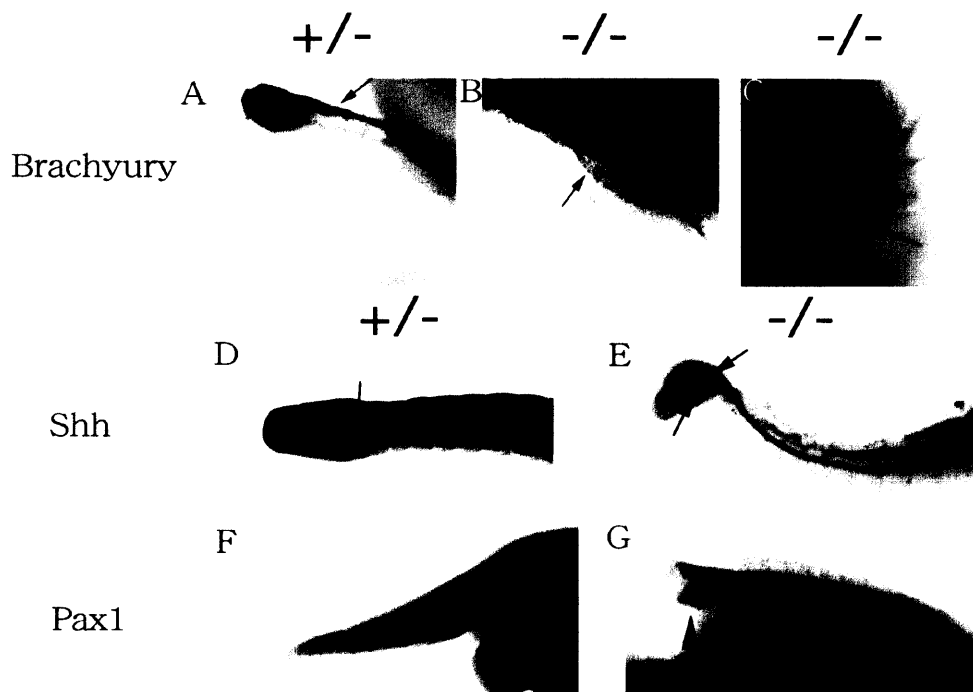 +/- -/- -/-
A B C
Brachyury
+/- -/-
D E
Shh
F G
Pax1